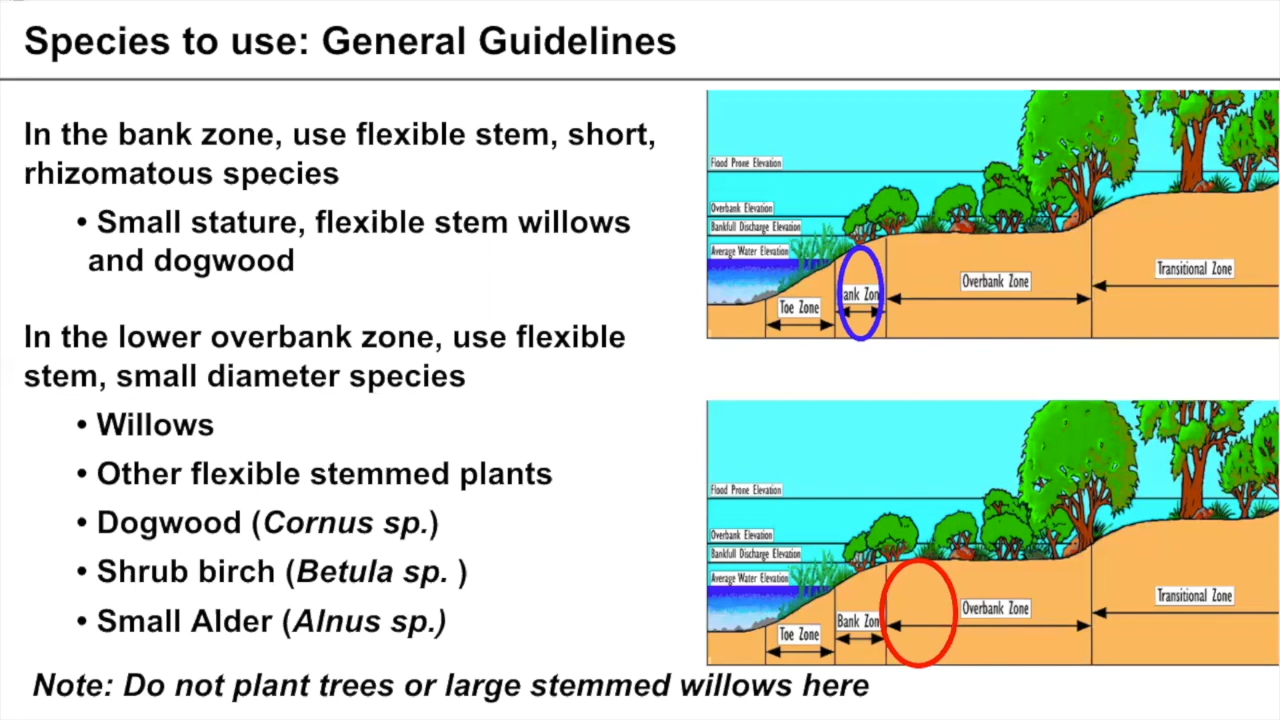 Species to use: General Guidelines
In the bank zone, use flexible stem, short,
rhizomatous species
• Small stature, flexible stem willows
and dogwood
In the lower overbank zone, use flexible
stem, small diameter species
• Willows
• Other flexible stemmed plants
• Dogwood (Cornus sp.)
• Shrub birch (Betula sp. )
• Small Alder (Alnus sp.)
Note: Do not plant trees or large stemmed willows here
Flood Prone Elevation
Overbank Elevation
Bankfull Discharge Elevation
Average Water Elevation
Toe Zone
ank Zon
Overbank Zone
Transitional Zone
Flood Prone Elevation
Overbank Elevation
Bankfull Discharge Elevation
Average Water Elevation
Toe Zone
Bank Zon
Overbank Zone
Transitional Zone